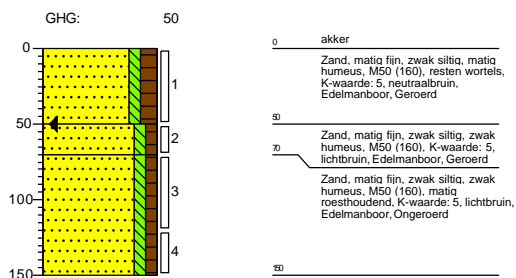 GHG: 50
0
50
100
150
1
2
3
4
0 akker
Zand, matig fijn, zwak siltig, matig
humeus, M50 (160), resten wortels,
K-waarde: 5, neutraalbruin,
Edelmanboor, Geroerd
50
Zand, matig fijn, zwak siltig, zwak
humeus, M50 (160), K-waarde: 5,
lichtbruin, Edelmanboor, Geroerd
70
Zand, matig fijn, zwak siltig, zwak
humeus, M50 (160), matig
roesthoudend, K-waarde: 5, lichtbruin,
Edelmanboor, Ongeroerd
150